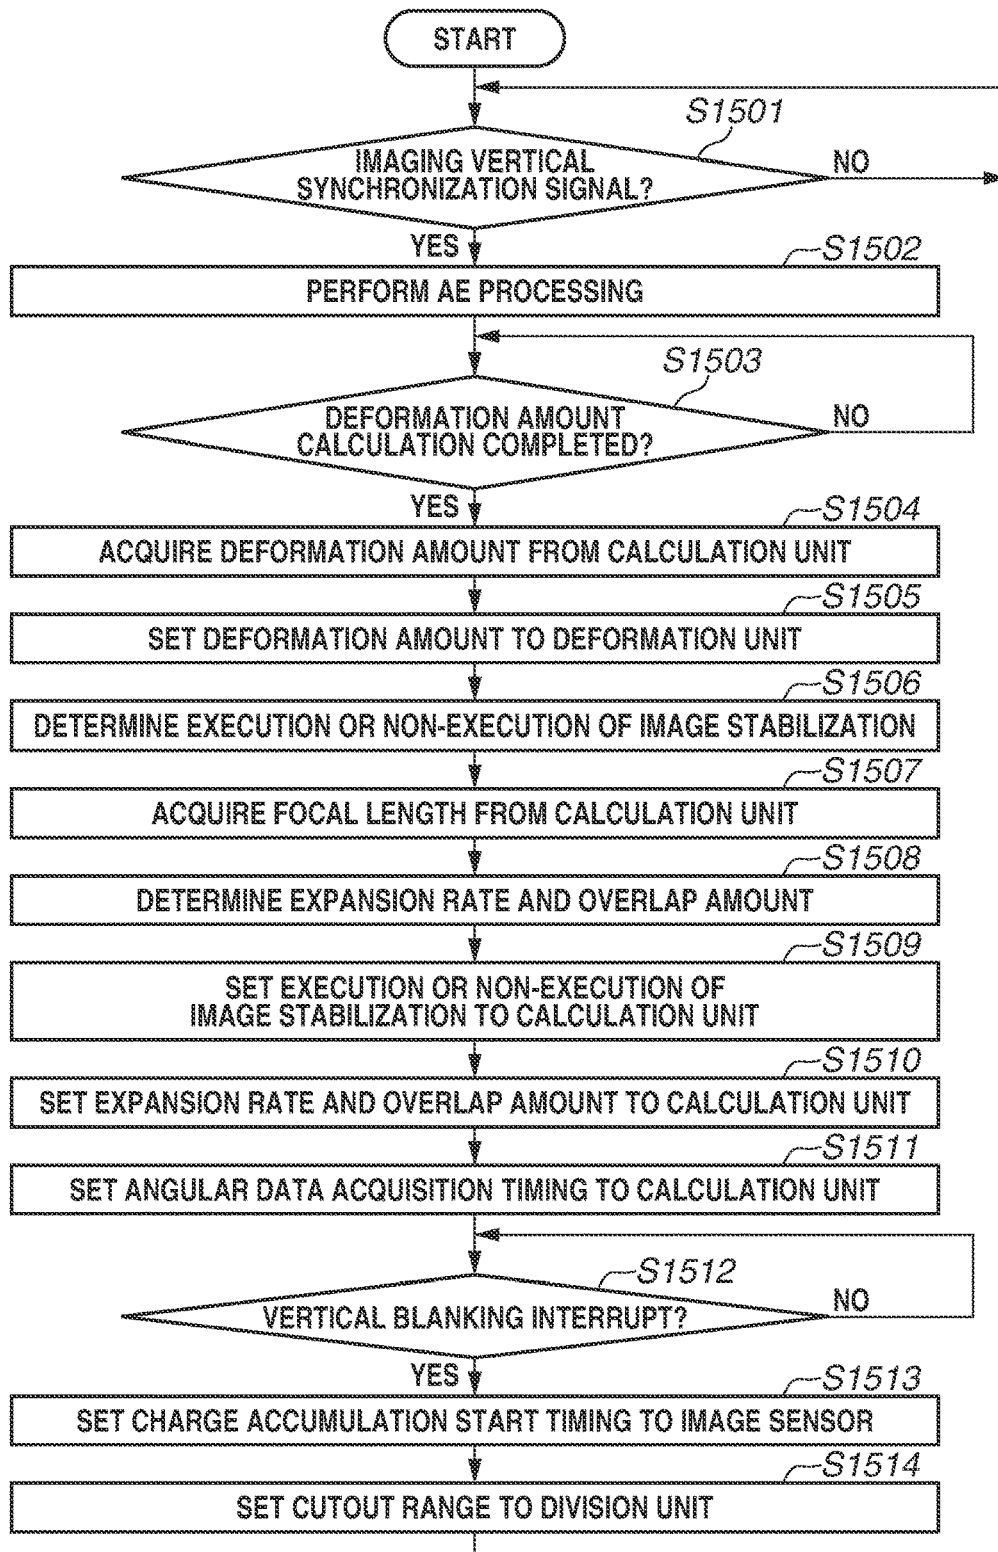 START
S1501
IMAGING VERTICAL
SYNCHRONIZATION SIGNAL?
NO
YES
S1502
PERFORM AE PROCESSING
S1503
DEFORMATION AMOUNT
CALCULATION COMPLETED?
NO
YES
S1504
ACQUIRE DEFORMATION AMOUNT FROM CALCULATION UNIT
S1505
SET DEFORMATION AMOUNT TO DEFORMATION UNIT
S1506
DETERMINE EXECUTION OR NON-EXECUTION OF IMAGE STABILIZATION
S1507
ACQUIRE FOCAL LENGTH FROM CALCULATION UNIT
S1508
DETERMINE EXPANSION RATE AND OVERLAP AMOUNT
S1509
SET EXECUTION OR NON-EXECUTION OF
IMAGE STABILIZATION TO CALCULATION UNIT
S1510
SET EXPANSION RATE AND OVERLAP AMOUNT TO CALCULATION UNIT
S1511
SET ANGULAR DATA ACQUISITION TIMING TO CALCULATION UNIT
S1512
VERTICAL BLANKING INTERRUPT?
NO
YES
S1513
SET CHARGE ACCUMULATION START TIMING TO IMAGE SENSOR
S1514
SET CUTOUT RANGE TO DIVISION UNIT